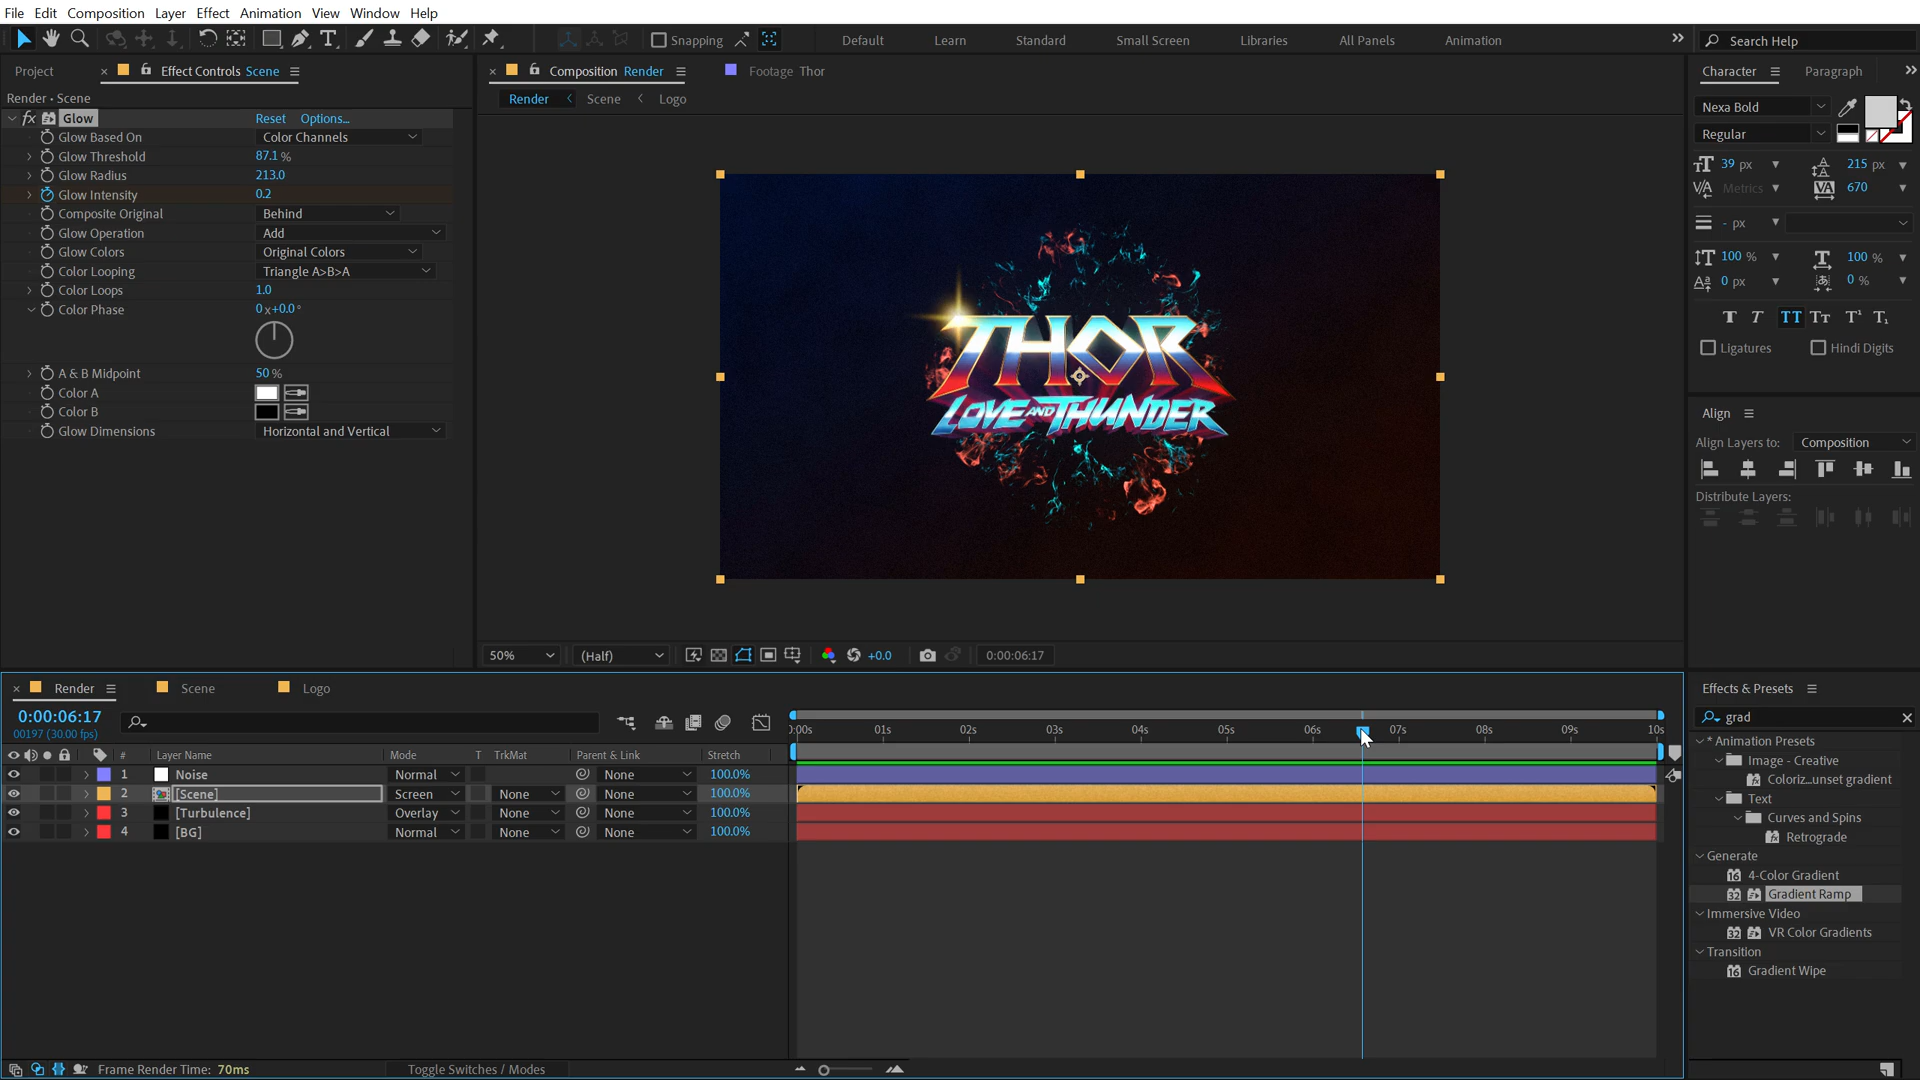 File Edit Composition Layer Effect Animation View Window Help
Snapping
Default Learn Standard Small Screen Libraries All Panels Animation
Search Help
Project Effect Controls Scene
Composition Render Footage Thor
Character Paragraph
Render • Scene
Render Scene Logo
fx Glow Reset Options...
Glow Based On Color Channels
Glow Threshold 87.1 %
Glow Radius 213.0
Glow Intensity 0.2
Composite Original Behind
Glow Operation Add
Glow Colors Original Colors
Color Looping Triangle A>B>A
Color Loops 1.0
Color Phase 0 x+0.0°
A & B Midpoint 50 %
Color A
Color B
Glow Dimensions Horizontal and Vertical
THOR
LOVE AND THUNDER
Nexa Bold
Regular
39 px 215 px
Metrics 670
- px
100 % 100 %
0 px 0 %
T T TT Tt T¹ T₁
Ligatures Hindi Digits
Align
Align Layers to: Composition
Distribute Layers:
50% (Half) +0.0 0:00:06:17
Render Scene Logo
0:00:06:17
00197 (30.00 fps)
0:00s 01s 02s 03s 04s 05s 06s 07s 08s 09s 10s
# Layer Name Mode T TrkMat Parent & Link Stretch
1 Noise Normal None 100.0%
2 [Scene] Screen None None 100.0%
3 [Turbulence] Overlay None None 100.0%
4 [BG] Normal None None 100.0%
Frame Render Time: 70ms Toggle Switches / Modes
Effects & Presets
grad
* Animation Presets
Image - Creative
Coloriz...unset gradient
Text
Curves and Spins
Retrograde
Generate
4-Color Gradient
Gradient Ramp
Immersive Video
VR Color Gradients
Transition
Gradient Wipe